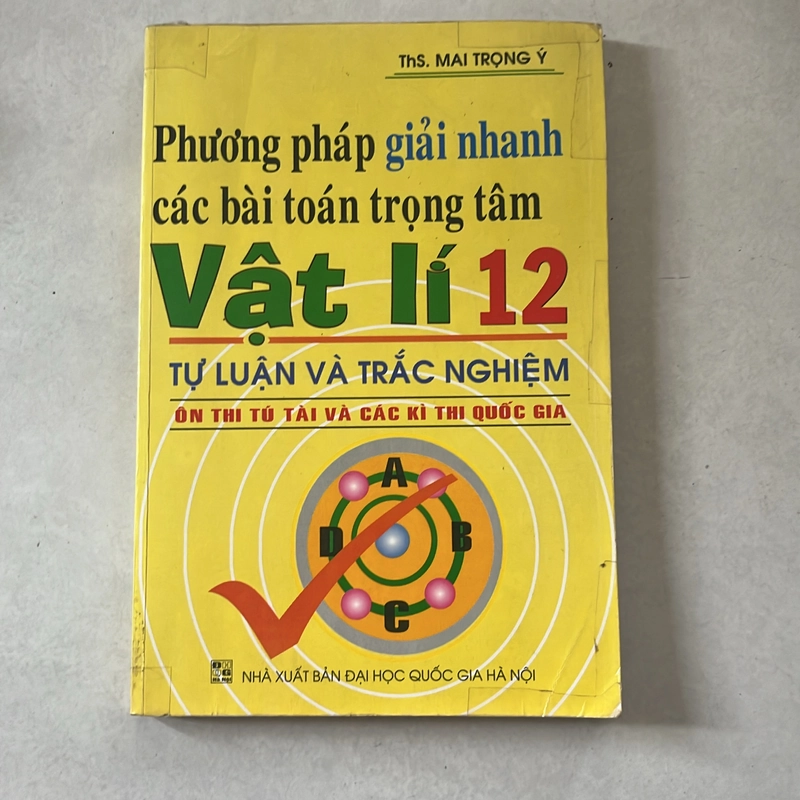 ThS. MAI TRỌNG Ý
Phương pháp giải nhanh
các bài toán trọng tâm
Vật lí 12
TỰ LUẬN VÀ TRẮC NGHIỆM
ÔN THI TÚ TÀI VÀ CÁC KÌ THI QUỐC GIA
A
D B
C
NHÀ XUẤT BẢN ĐẠI HỌC QUỐC GIA HÀ NỘI